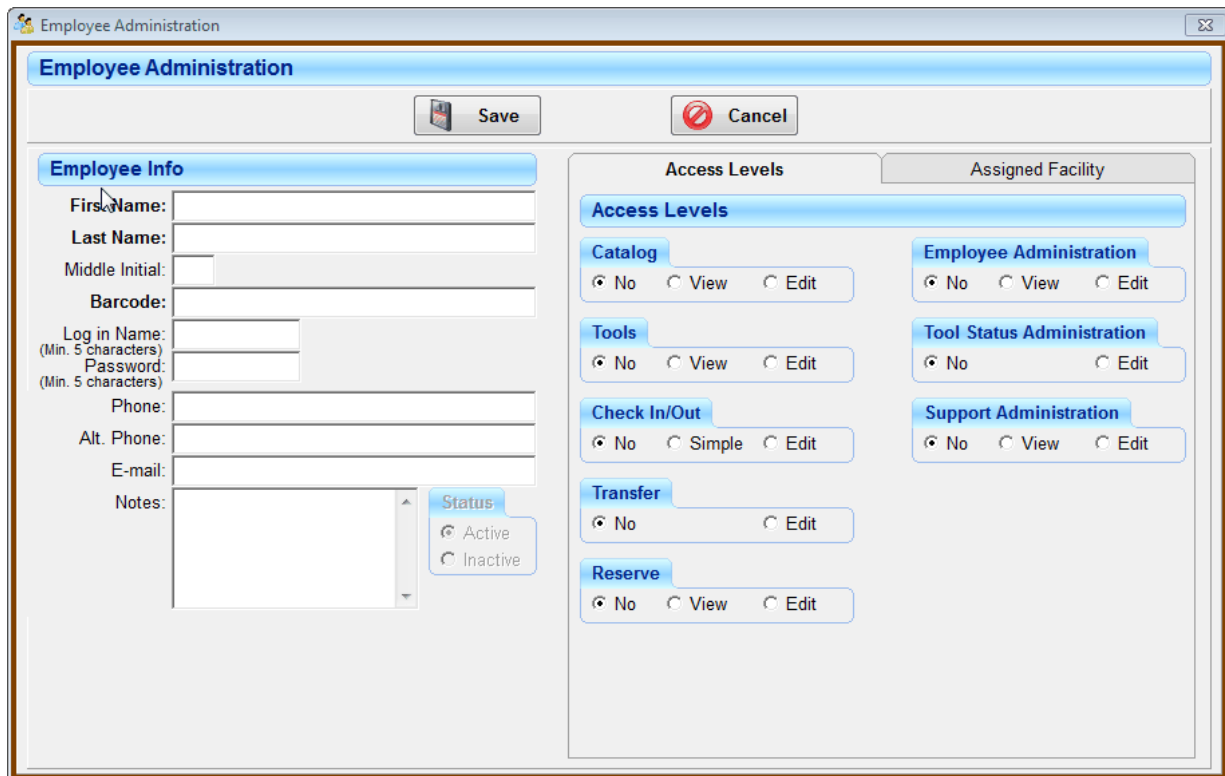 Employee Administration
Employee Administration
Save Cancel
Employee Info
First Name:
Last Name:
Middle Initial:
Barcode:
Log in Name:
(Min. 5 characters)
Password:
(Min. 5 characters)
Phone:
Alt. Phone:
E-mail:
Notes:
Status
Active
Inactive
Access Levels Assigned Facility
Access Levels
Catalog
No View Edit
Tools
No View Edit
Check In/Out
No Simple Edit
Transfer
No Edit
Reserve
No View Edit
Employee Administration
No View Edit
Tool Status Administration
No Edit
Support Administration
No View Edit